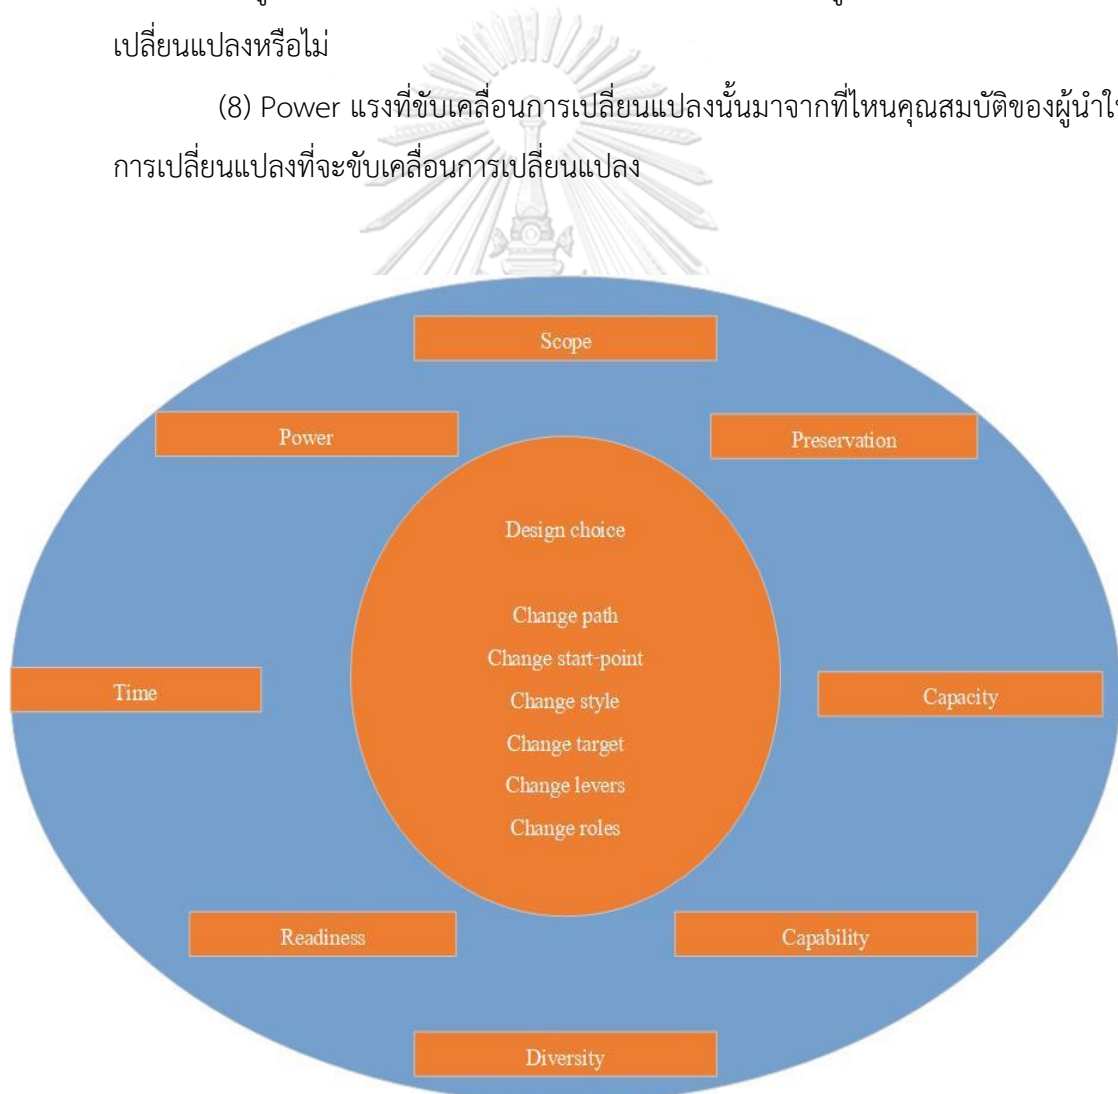 เปลี่ยนแปลงหรือไม่
(8) Power แรงที่ขับเคลื่อนการเปลี่ยนแปลงนั้นมาจากที่ไหนคุณสมบัติของผู้นำ
การเปลี่ยนแปลงที่จะขับเคลื่อนการเปลี่ยนแปลง
Scope
Power
Preservation
Design choice
Change path
Change start-point
Change style
Change target
Change levers
Change roles
Time
Capacity
Readiness
Capability
Diversity